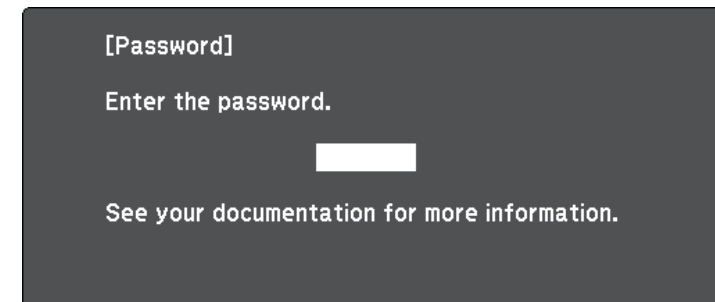 [Password]
Enter the password.
See your documentation for more information.